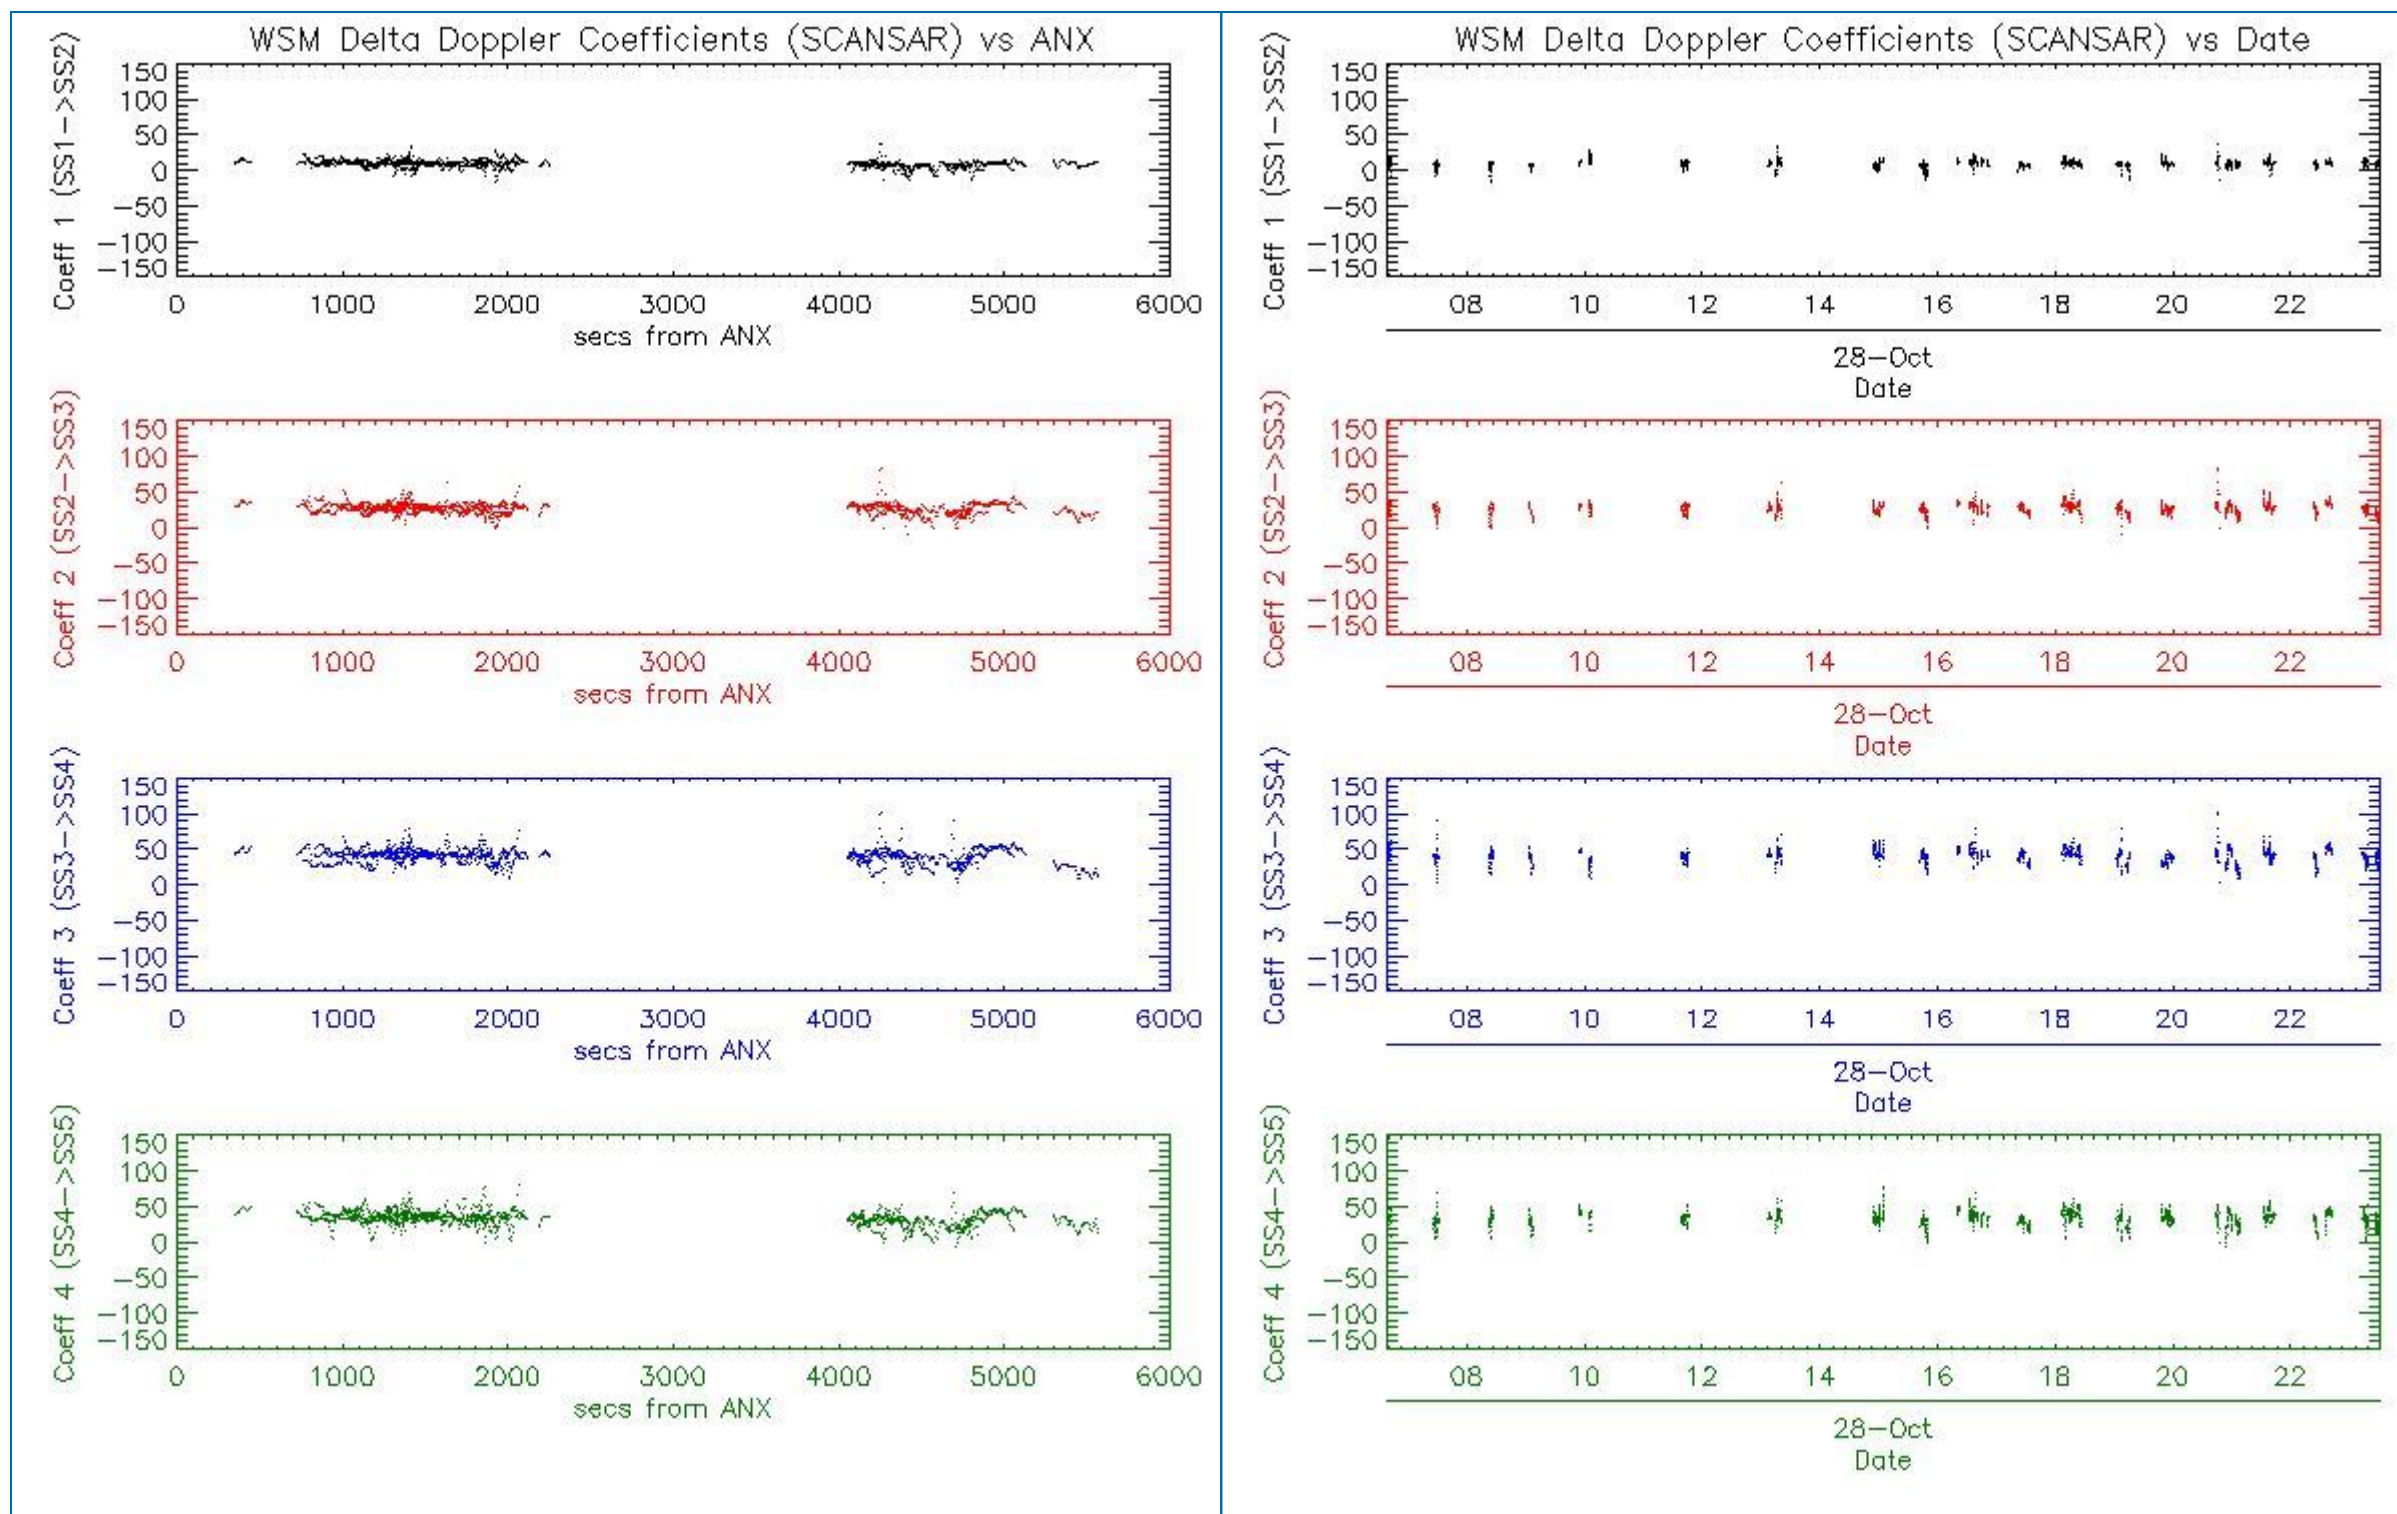 WSM Delta Doppler Coefficients (SCANSAR) vs ANX
Coeff 1 (SS1->SS2)
150
100
50
0
-50
-100
-150
0 1000 2000 3000 4000 5000 6000
secs from ANX
Coeff 2 (SS2->SS3)
150
100
50
0
-50
-100
-150
0 1000 2000 3000 4000 5000 6000
secs from ANX
Coeff 3 (SS3->SS4)
150
100
50
0
-50
-100
-150
0 1000 2000 3000 4000 5000 6000
secs from ANX
Coeff 4 (SS4->SS5)
150
100
50
0
-50
-100
-150
0 1000 2000 3000 4000 5000 6000
secs from ANX
WSM Delta Doppler Coefficients (SCANSAR) vs Date
Coeff 1 (SS1->SS2)
150
100
50
0
-50
-100
-150
08 10 12 14 16 18 20 22
28-Oct
Date
Coeff 2 (SS2->SS3)
150
100
50
0
-50
-100
-150
08 10 12 14 16 18 20 22
28-Oct
Date
Coeff 3 (SS3->SS4)
150
100
50
0
-50
-100
-150
08 10 12 14 16 18 20 22
28-Oct
Date
Coeff 4 (SS4->SS5)
150
100
50
0
-50
-100
-150
08 10 12 14 16 18 20 22
28-Oct
Date